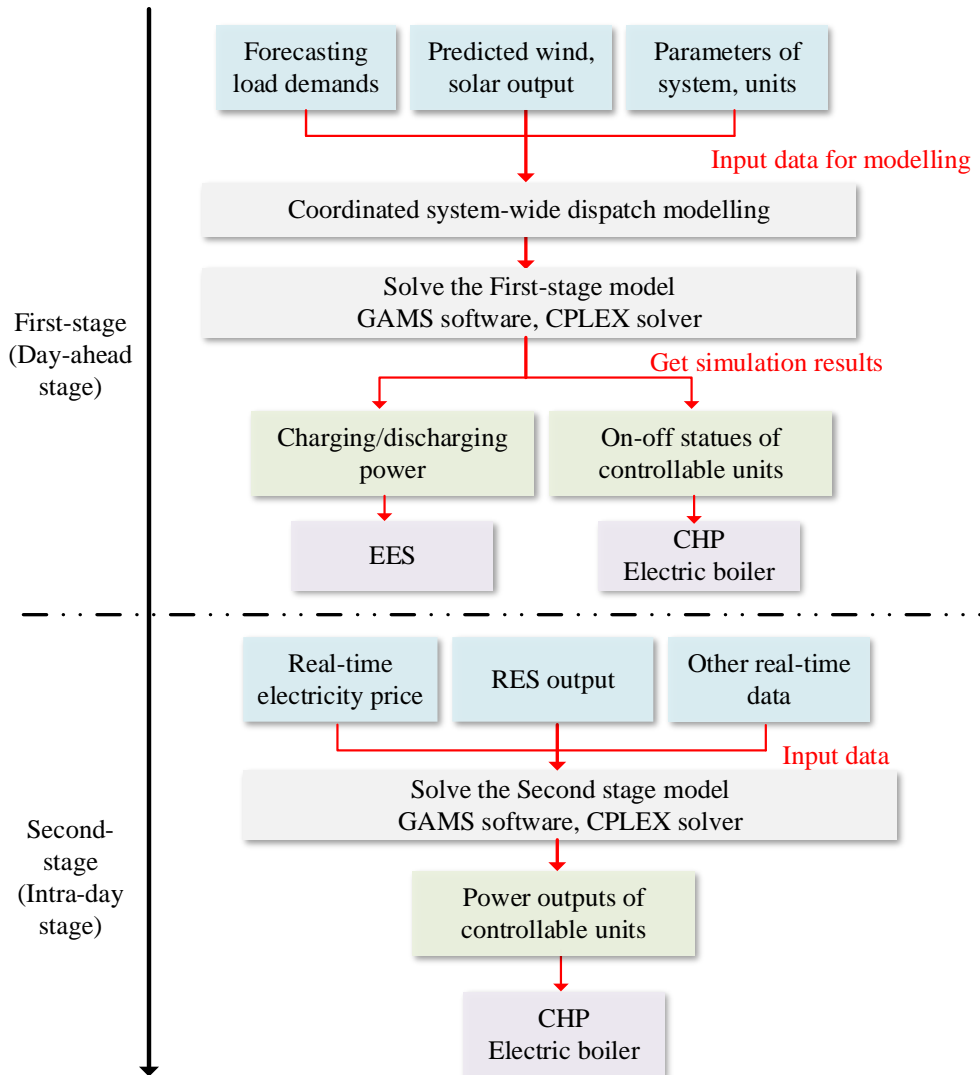 Forecasting
load demands
Predicted wind,
solar output
Parameters of
system, units
Input data for modelling
Coordinated system-wide dispatch modelling
Solve the First-stage model
GAMS software, CPLEX solver
First-stage
(Day-ahead
stage)
Get simulation results
Charging/discharging
power
On-off statues of
controllable units
EES
CHP
Electric boiler
Real-time
electricity price
RES output
Other real-time
data
Input data
Solve the Second stage model
GAMS software, CPLEX solver
Second-
stage
(Intra-day
stage)
Power outputs of
controllable units
CHP
Electric boiler